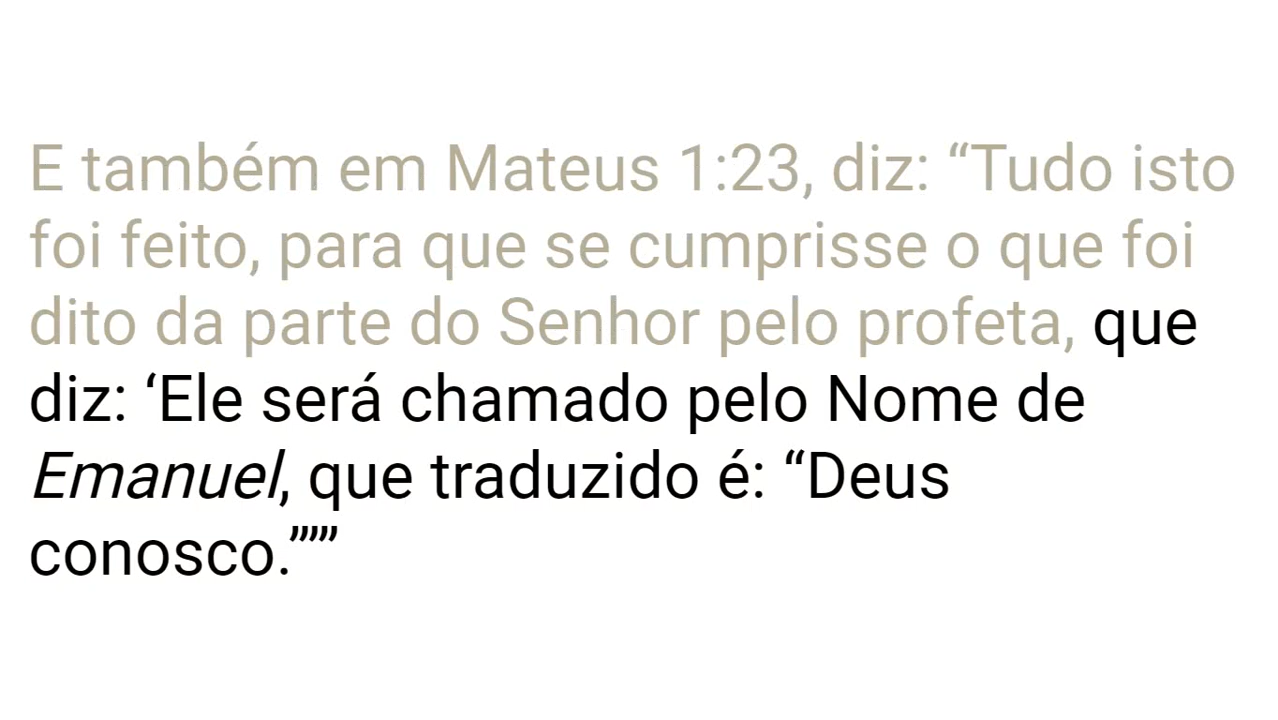 E também em Mateus 1:23, diz: “Tudo isto
foi feito, para que se cumprisse o que foi
dito da parte do Senhor pelo profeta, que
diz: ‘Ele será chamado pelo Nome de
Emanuel, que traduzido é: “Deus
conosco.”’”